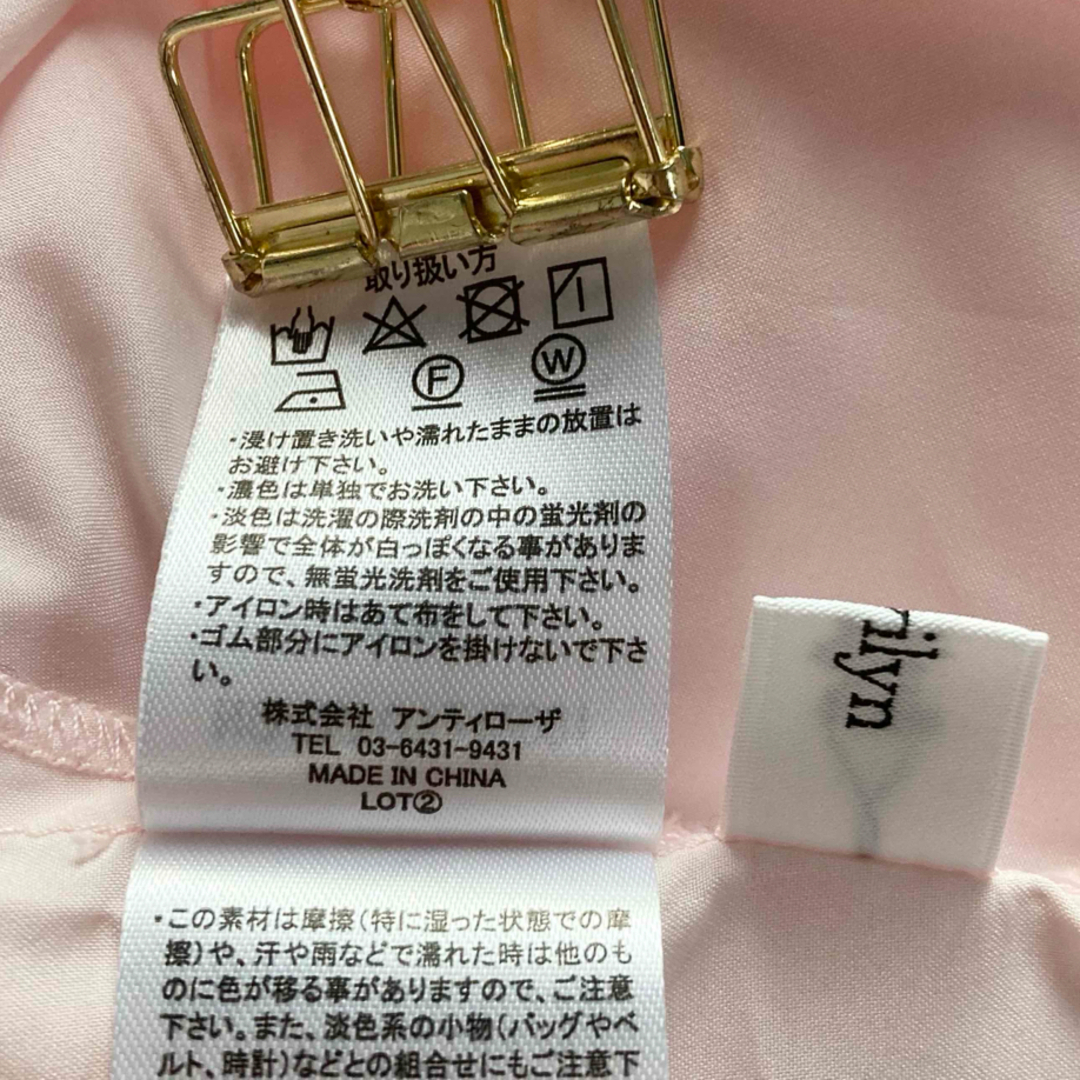 取り扱い方
F W
・浸け置き洗いや濡れたままの放置は
お避け下さい。
・濃色は単独でお洗い下さい。
・淡色は洗濯の際洗剤の中の蛍光剤の
影響で全体が白っぽくなる事がありま
すので、無蛍光洗剤をご使用下さい。
・アイロン時はあて布をして下さい。
・ゴム部分にアイロンを掛けないで下さ
い。
株式会社 アンティローザ
TEL 03-6431-9431
MADE IN CHINA
LOT②
・この素材は摩擦(特に湿った状態での摩
擦)や、汗や雨などで濡れた時は他のも
のに色が移る事がありますので、ご注意
下さい。また、淡色系の小物(バッグやベ
ルト、時計)などとの組合せにもご注意下
ilyn